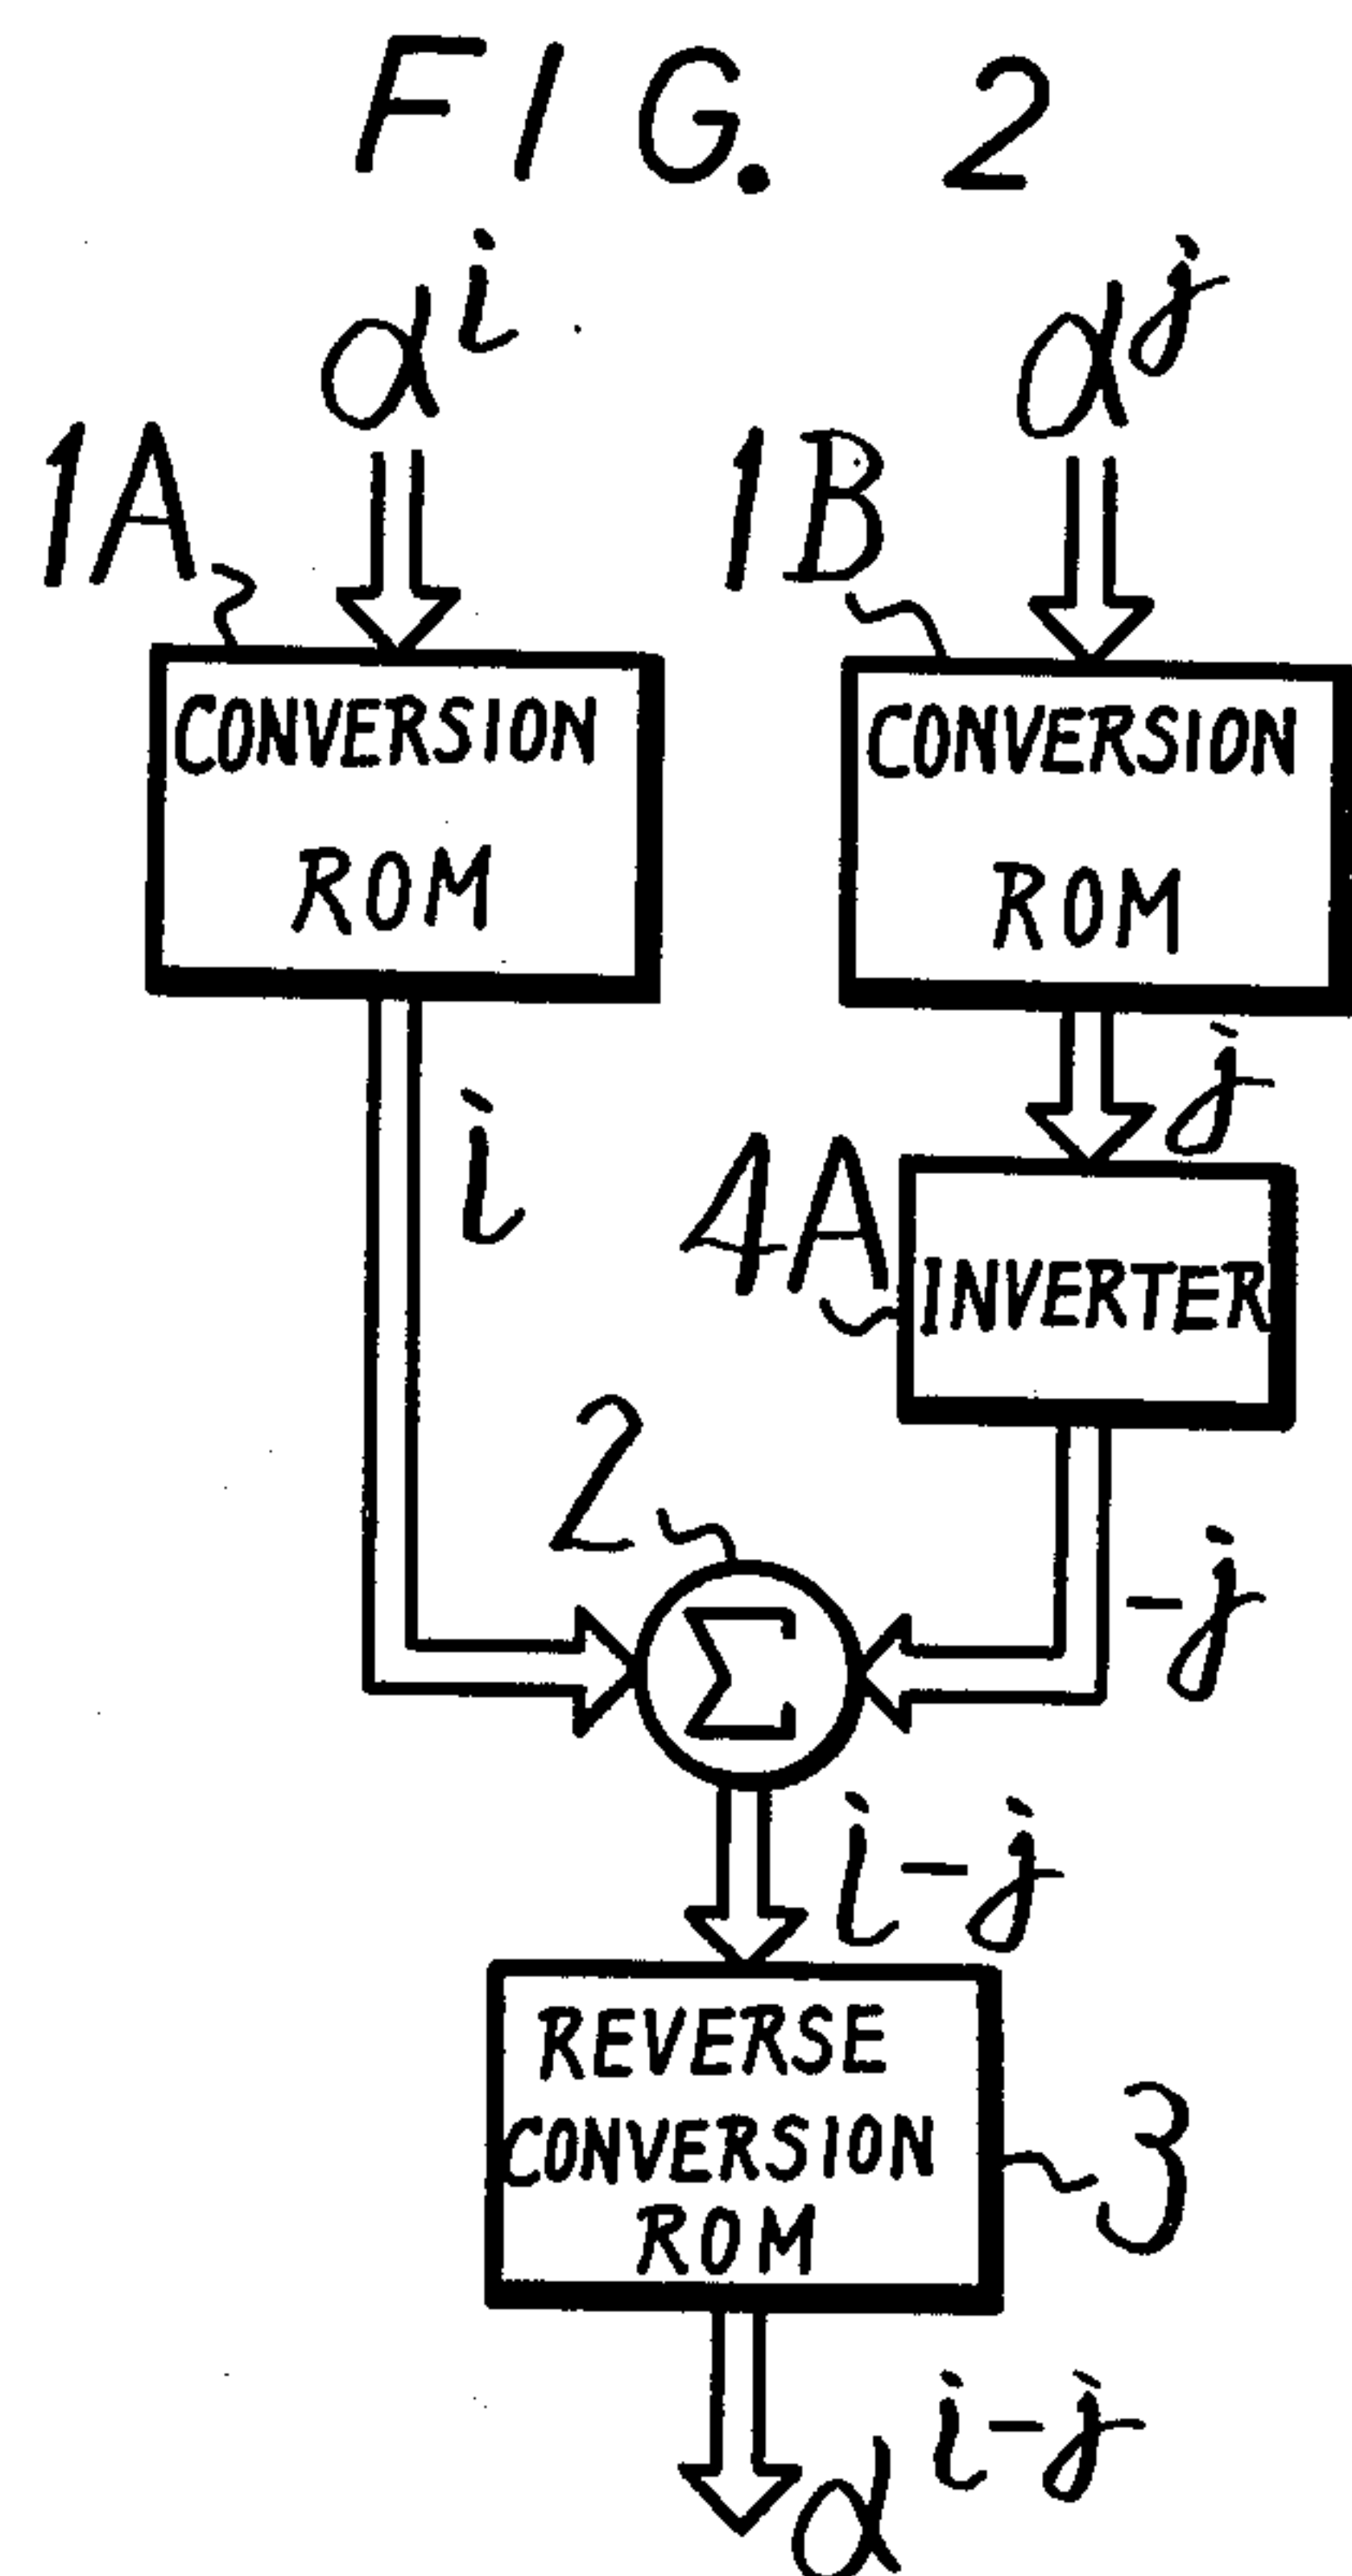 FIG. 2
α^i
α^j
1A
1B
CONVERSION
ROM
CONVERSION
ROM
i
j
4A
INVERTER
2
-j
Σ
i-j
REVERSE
CONVERSION
ROM
3
α^i-j